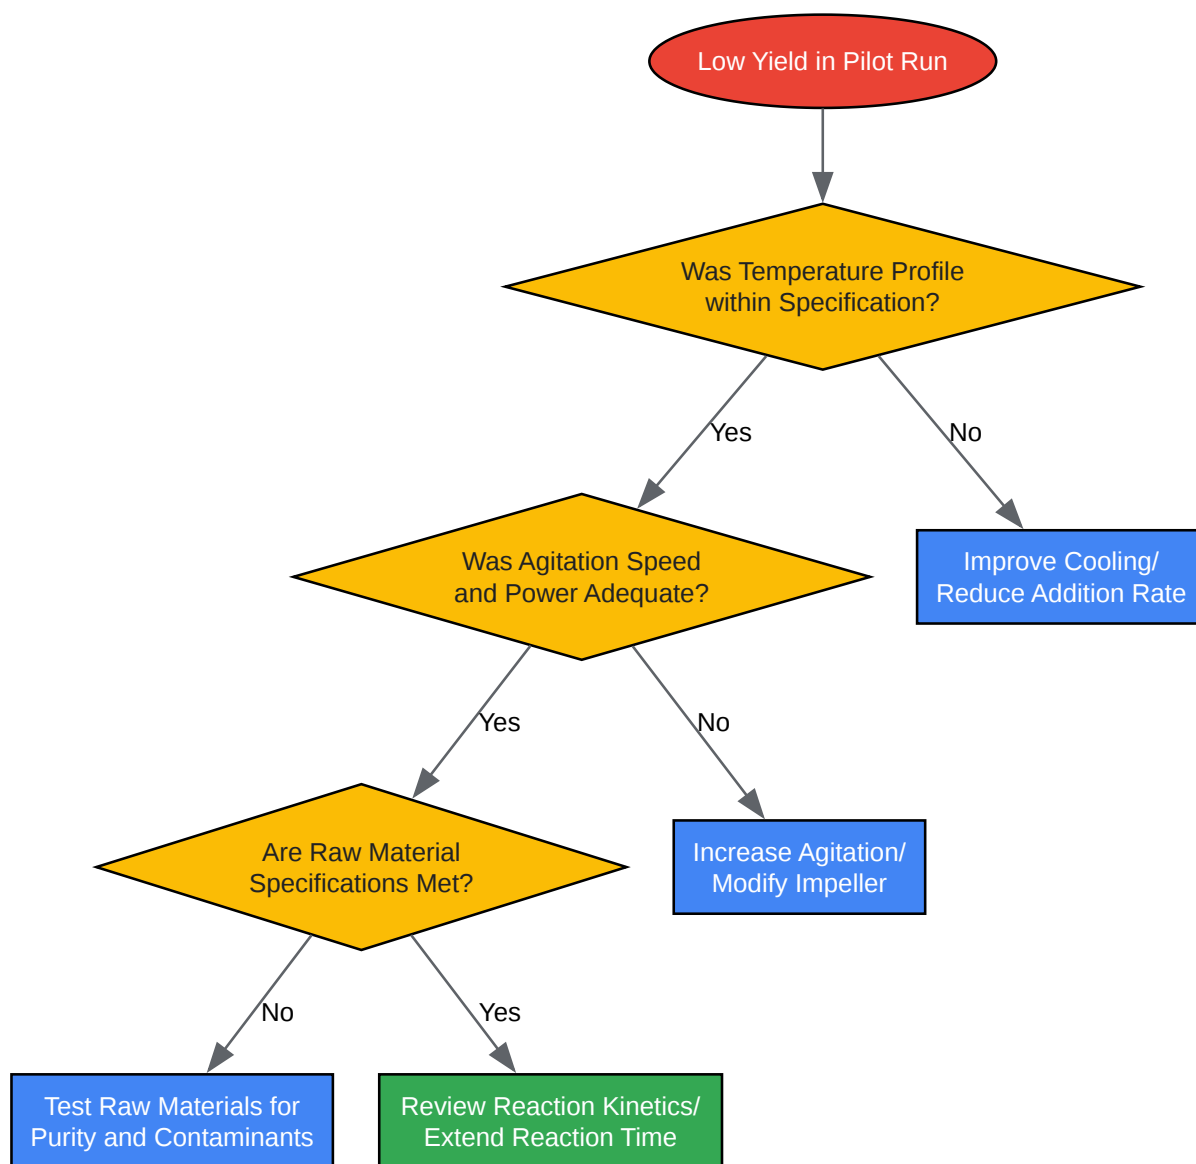 Low Yield in Pilot Run
Was Temperature Profile
within Specification?
Yes
No
Was Agitation Speed
and Power Adequate?
Improve Cooling/
Reduce Addition Rate
Yes
No
Are Raw Material
Specifications Met?
Increase Agitation/
Modify Impeller
No
Yes
Test Raw Materials for
Purity and Contaminants
Review Reaction Kinetics/
Extend Reaction Time